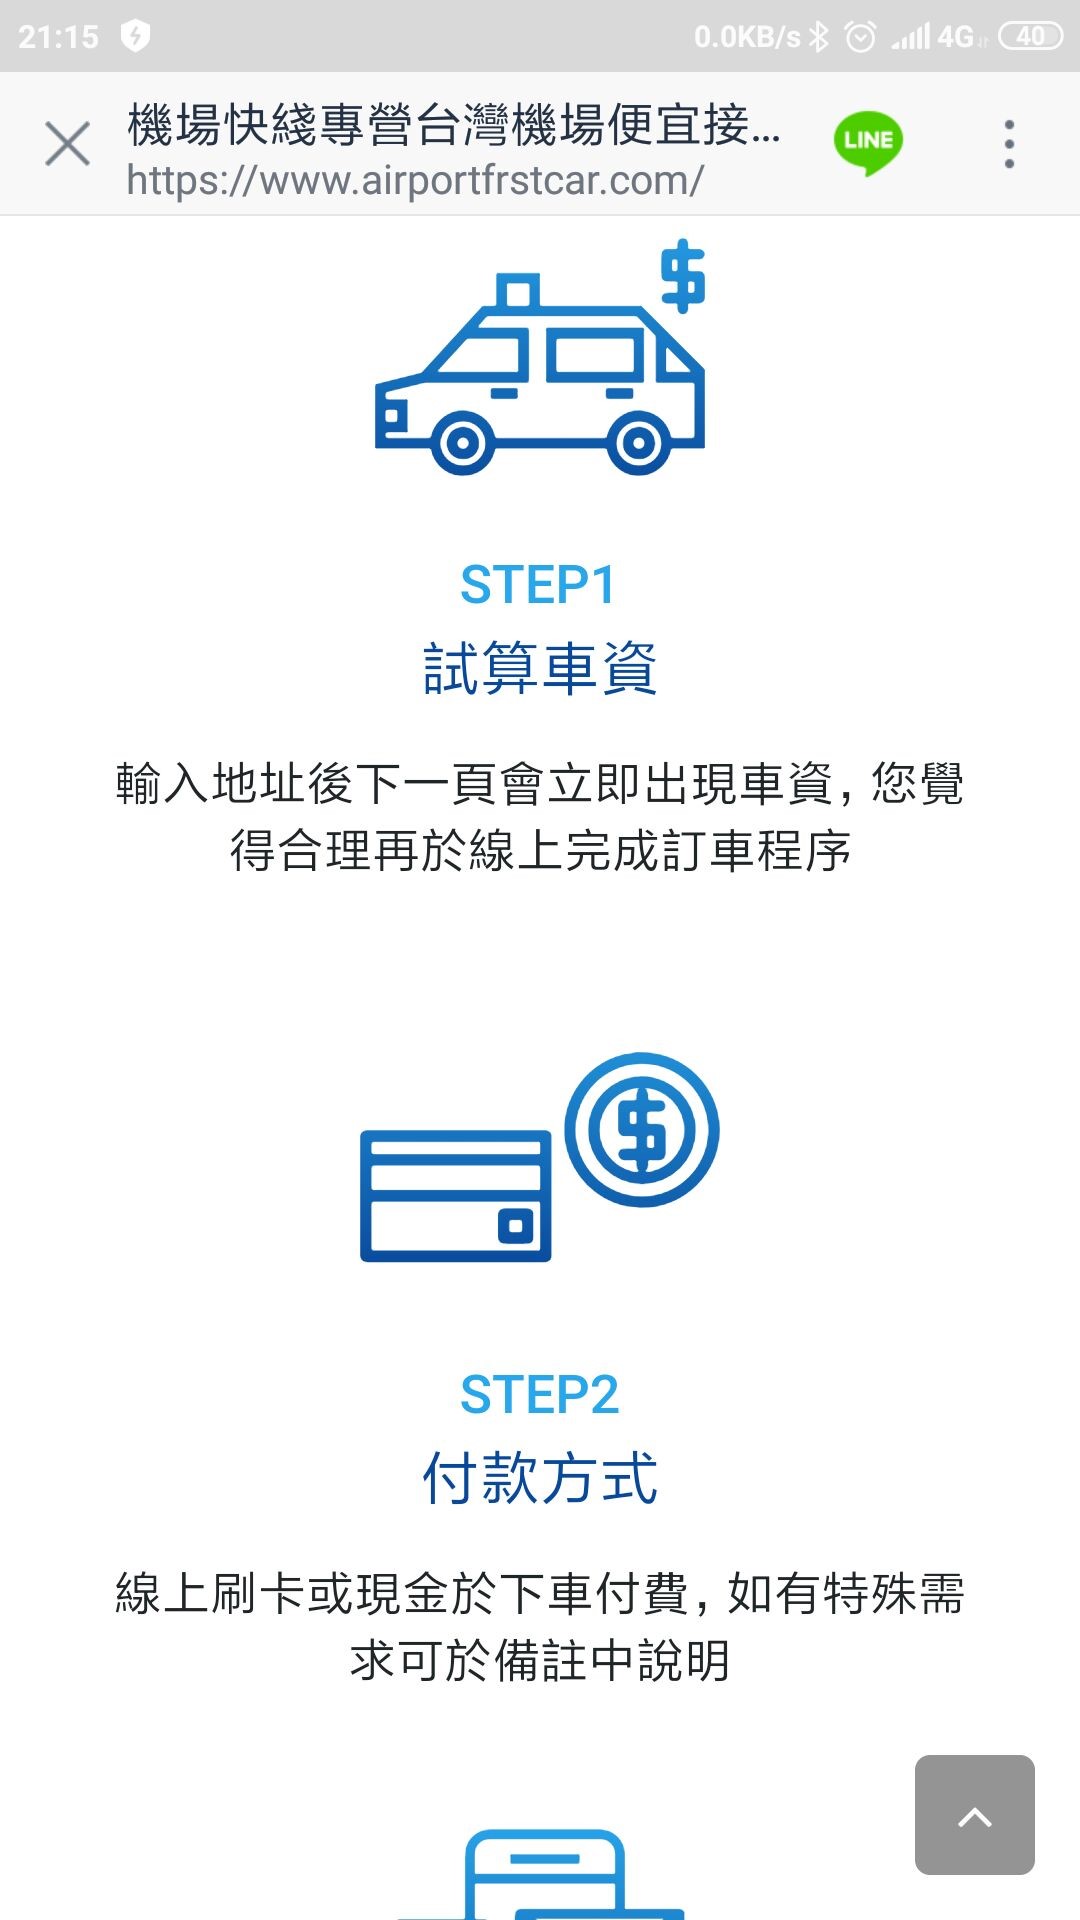 21:15
0.0KB/s
4G
40
機場快綫專營台灣機場便宜接...
https://www.airportfrstcar.com/
LINE
$
STEP1
試算車資
輸入地址後下一頁會立即出現車資，您覺
得合理再於線上完成訂車程序
$
STEP2
付款方式
線上刷卡或現金於下車付費，如有特殊需
求可於備註中說明